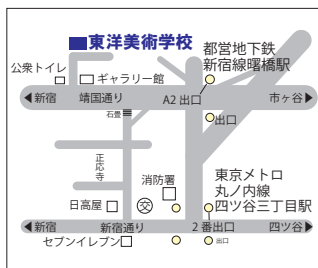 東洋美術学校
都営地下鉄
新宿線曙橋駅
公衆トイレ
ギャラリー館
◀新宿
靖国通り
A2 出口
市ヶ谷▶
石畳
出口
正応寺
東京メトロ
丸ノ内線
四ツ谷三丁目駅
消防署
日高屋
交
◀新宿
新宿通り
2 番出口
四ツ谷▶
セブンイレブン
出口